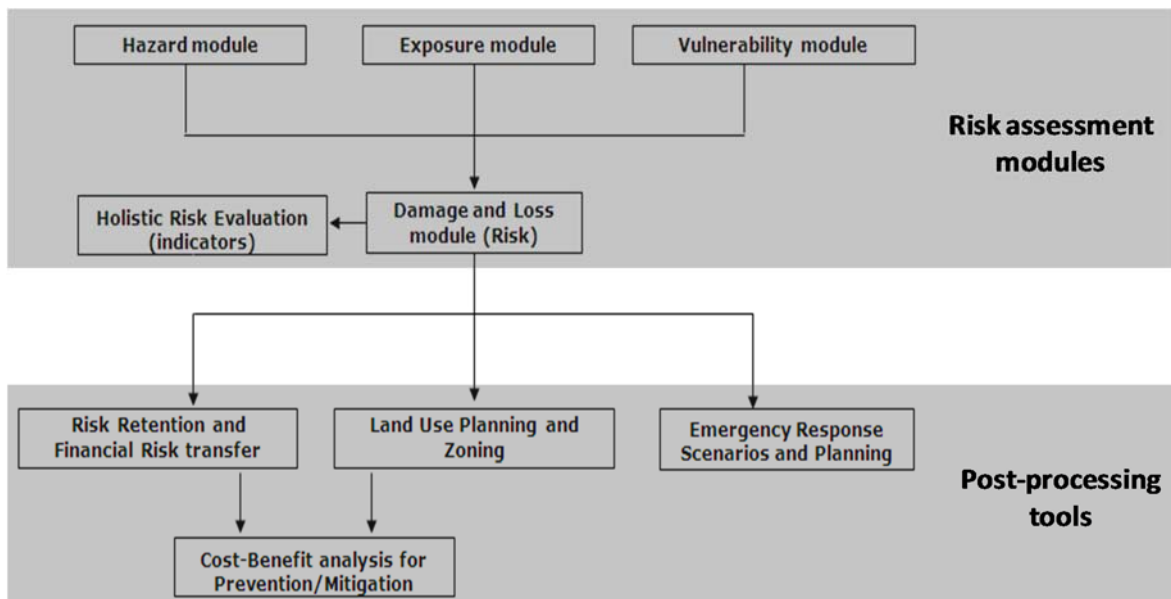 Hazard module
Exposure module
Vulnerability module
Risk assessment
modules
Holistic Risk Evaluation
(indicators)
Damage and Loss
module (Risk)
Risk Retention and
Financial Risk transfer
Land Use Planning and
Zoning
Emergency Response
Scenarios and Planning
Post-processing
tools
Cost-Benefit analysis for
Prevention/Mitigation